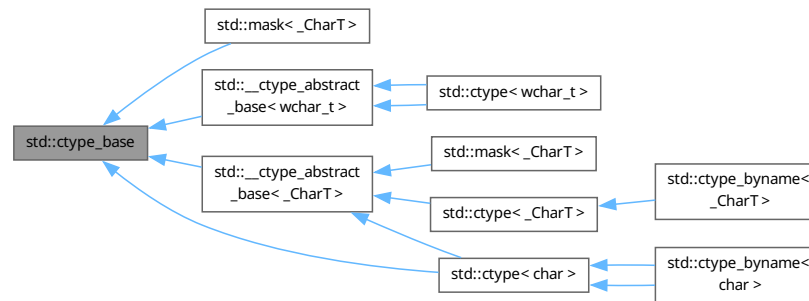 std::mask< _CharT >
std::__ctype_abstract
_base< wchar_t >
std::ctype< wchar_t >
std::ctype_base
std::mask< _CharT >
std::__ctype_abstract
_base< _CharT >
std::ctype< _CharT >
std::ctype_byname<
_CharT >
std::ctype< char >
std::ctype_byname<
char >